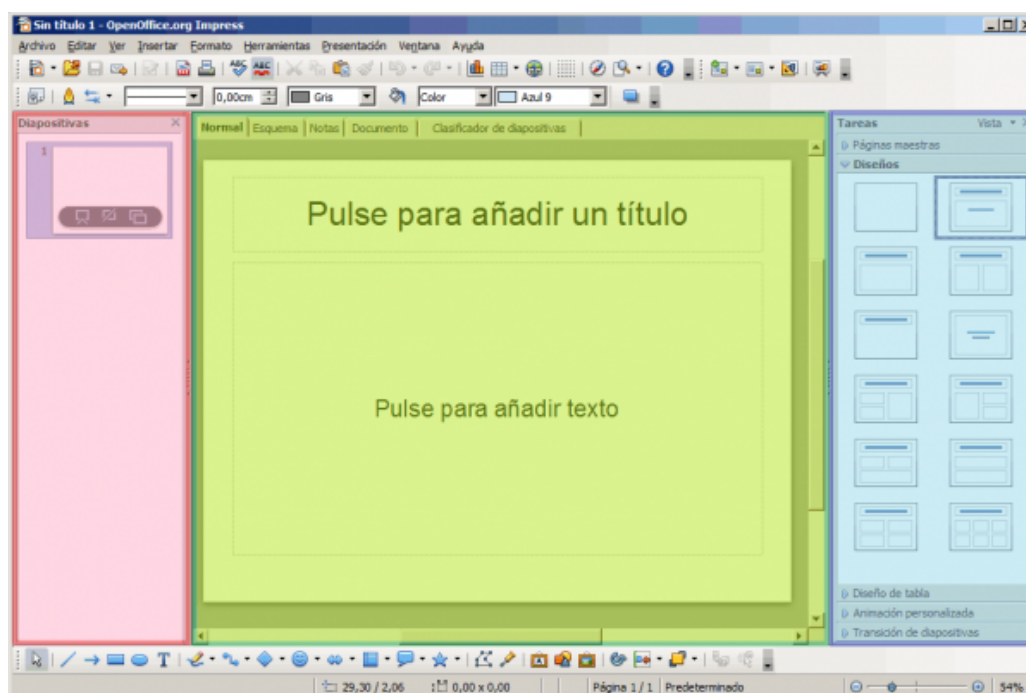 Sin título 1 - OpenOffice.org Impress
Archivo Editar Ver Insertar Formato Herramientas Presentación Ventana Ayuda
ABC ABC
0,00cm Gris Color Azul 9
Diapositivas
1
Normal Esquema Notas Documento Clasificador de diapositivas
Pulse para añadir un título
Pulse para añadir texto
Tareas Vista
Páginas maestras
Diseños
Diseño de tabla
Animación personalizada
Transición de diapositivas
T
29,30 / 2,06 0,00 x 0,00 Página 1 / 1 Predeterminado 54%